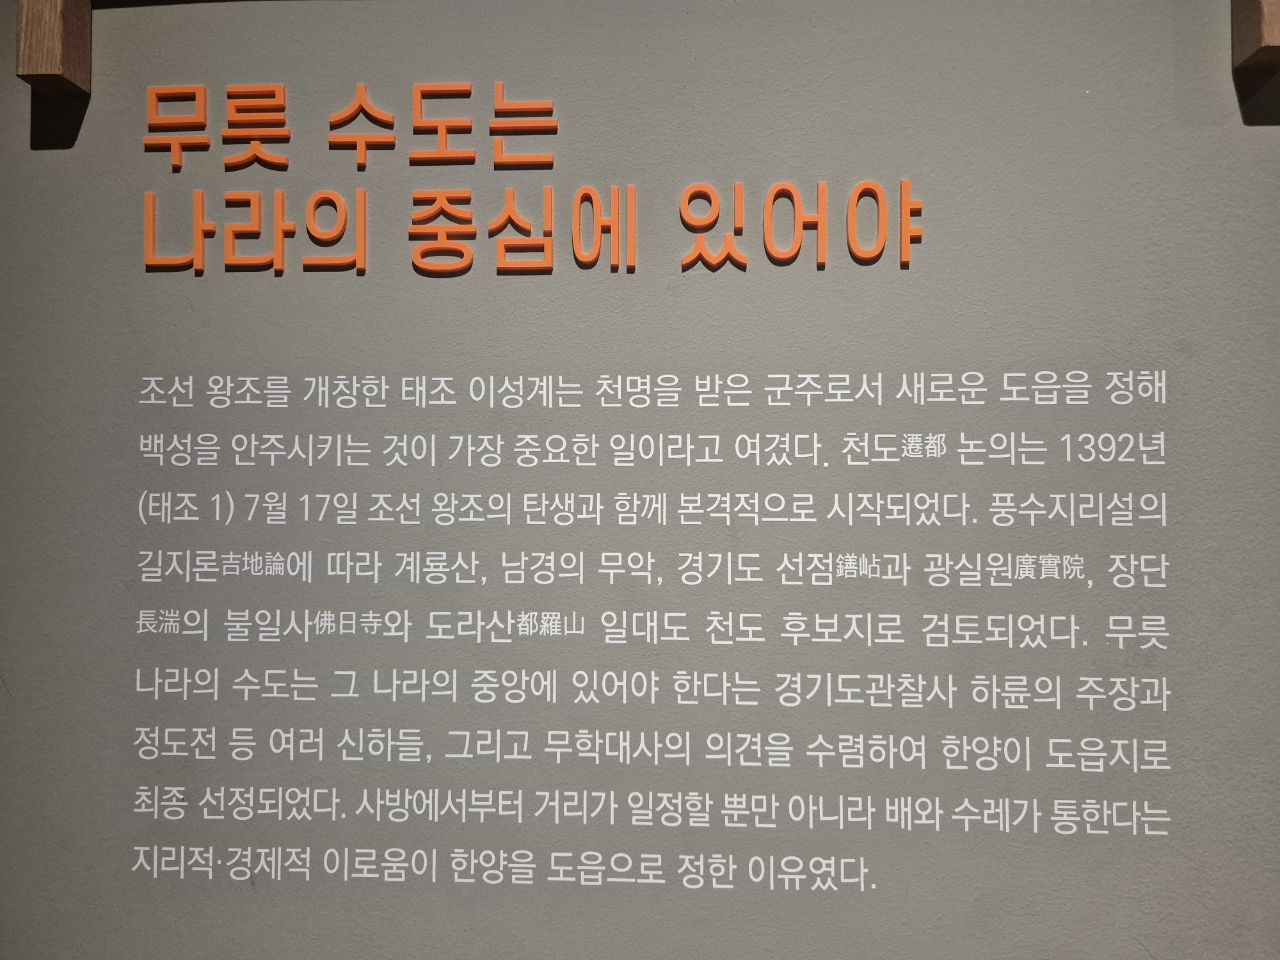 무릇 수도는
나라의 중심에 있어야
조선 왕조를 개창한 태조 이성계는 천명을 받은 군주로서 새로운 도읍을 정해
백성을 안주시키는 것이 가장 중요한 일이라고 여겼다. 천도遷都 논의는 1392년
(태조 1) 7월 17일 조선 왕조의 탄생과 함께 본격적으로 시작되었다. 풍수지리설의
길지론吉地論에 따라 계룡산, 남경의 무악, 경기도 선점鐥岾과 광실원廣實院, 장단
長湍의 불일사佛日寺와 도라산都羅山 일대도 천도 후보지로 검토되었다. 무릇
나라의 수도는 그 나라의 중앙에 있어야 한다는 경기도관찰사 하륜의 주장과
정도전 등 여러 신하들, 그리고 무학대사의 의견을 수렴하여 한양이 도읍지로
최종 선정되었다. 사방에서부터 거리가 일정할 뿐만 아니라 배와 수레가 통한다는
지리적·경제적 이로움이 한양을 도읍으로 정한 이유였다.